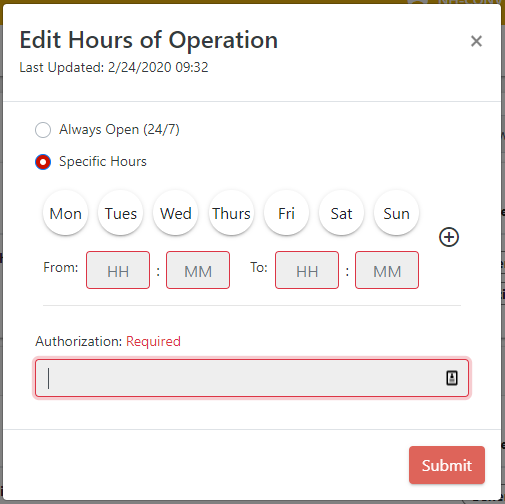 Edit Hours of Operation
×
Last Updated: 2/24/2020 09:32
Always Open (24/7)
Specific Hours
Mon Tues Wed Thurs Fri Sat Sun
From: HH : MM To: HH : MM
Authorization: Required
Submit